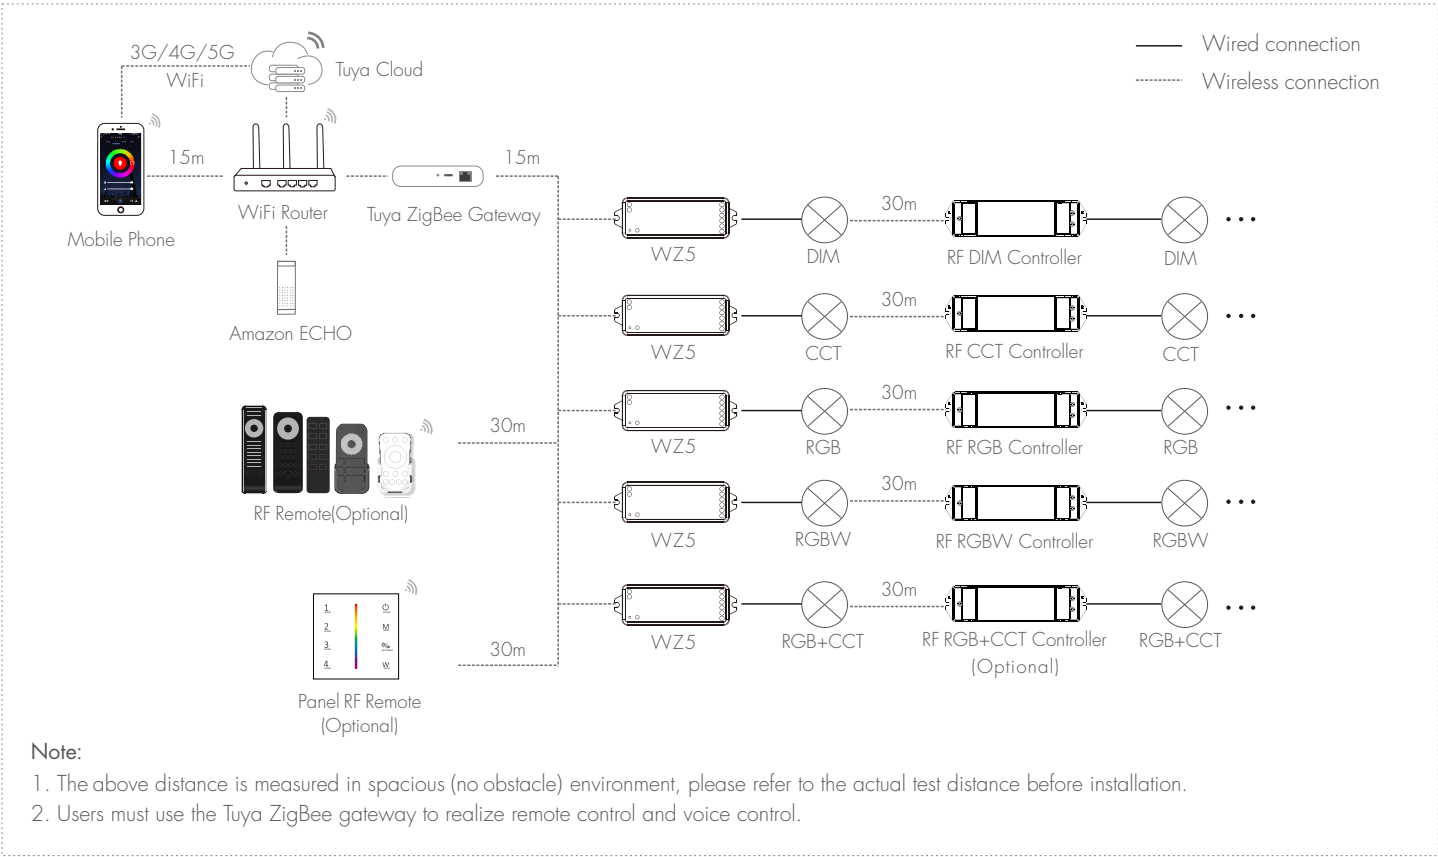 3G/4G/5G
WiFi
Tuya Cloud
Wired connection
Wireless connection
15m
15m
WiFi Router
Tuya ZigBee Gateway
Mobile Phone
Amazon ECHO
WZ5
DIM
30m
RF DIM Controller
DIM
WZ5
CCT
30m
RF CCT Controller
CCT
WZ5
RGB
30m
RF RGB Controller
RGB
WZ5
RGBW
30m
RF RGBW Controller
RGBW
WZ5
RGB+CCT
30m
RF RGB+CCT Controller
(Optional)
RGB+CCT
30m
RF Remote(Optional)
1
2
3
4
M
%
W
30m
Panel RF Remote
(Optional)
Note:
1. The above distance is measured in spacious (no obstacle) environment, please refer to the actual test distance before installation.
2. Users must use the Tuya ZigBee gateway to realize remote control and voice control.